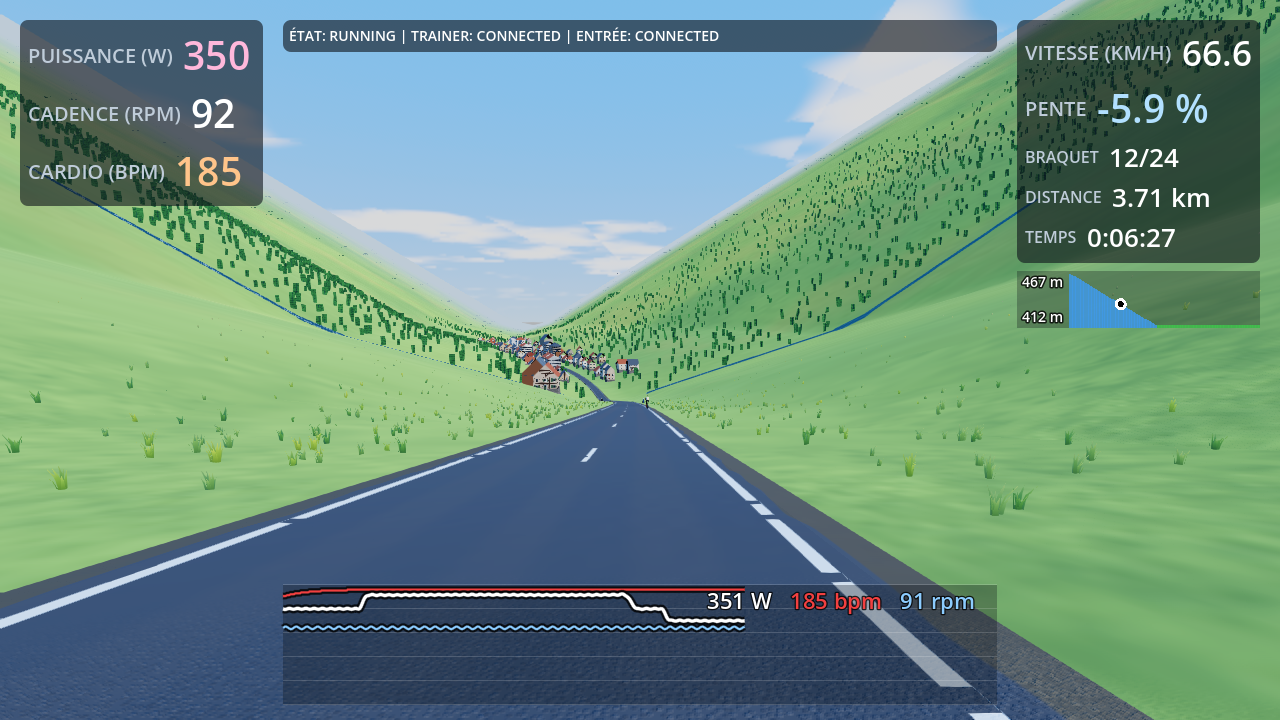 PUISSANCE (W) 350
CADENCE (RPM) 92
CARDIO (BPM) 185
ÉTAT: RUNNING | TRAINER: CONNECTED | ENTRÉE: CONNECTED
VITESSE (KM/H) 66.6
PENTE -5.9 %
BRAQUET 12/24
DISTANCE 3.71 km
TEMPS 0:06:27
467 m
412 m
351 W 185 bpm 91 rpm